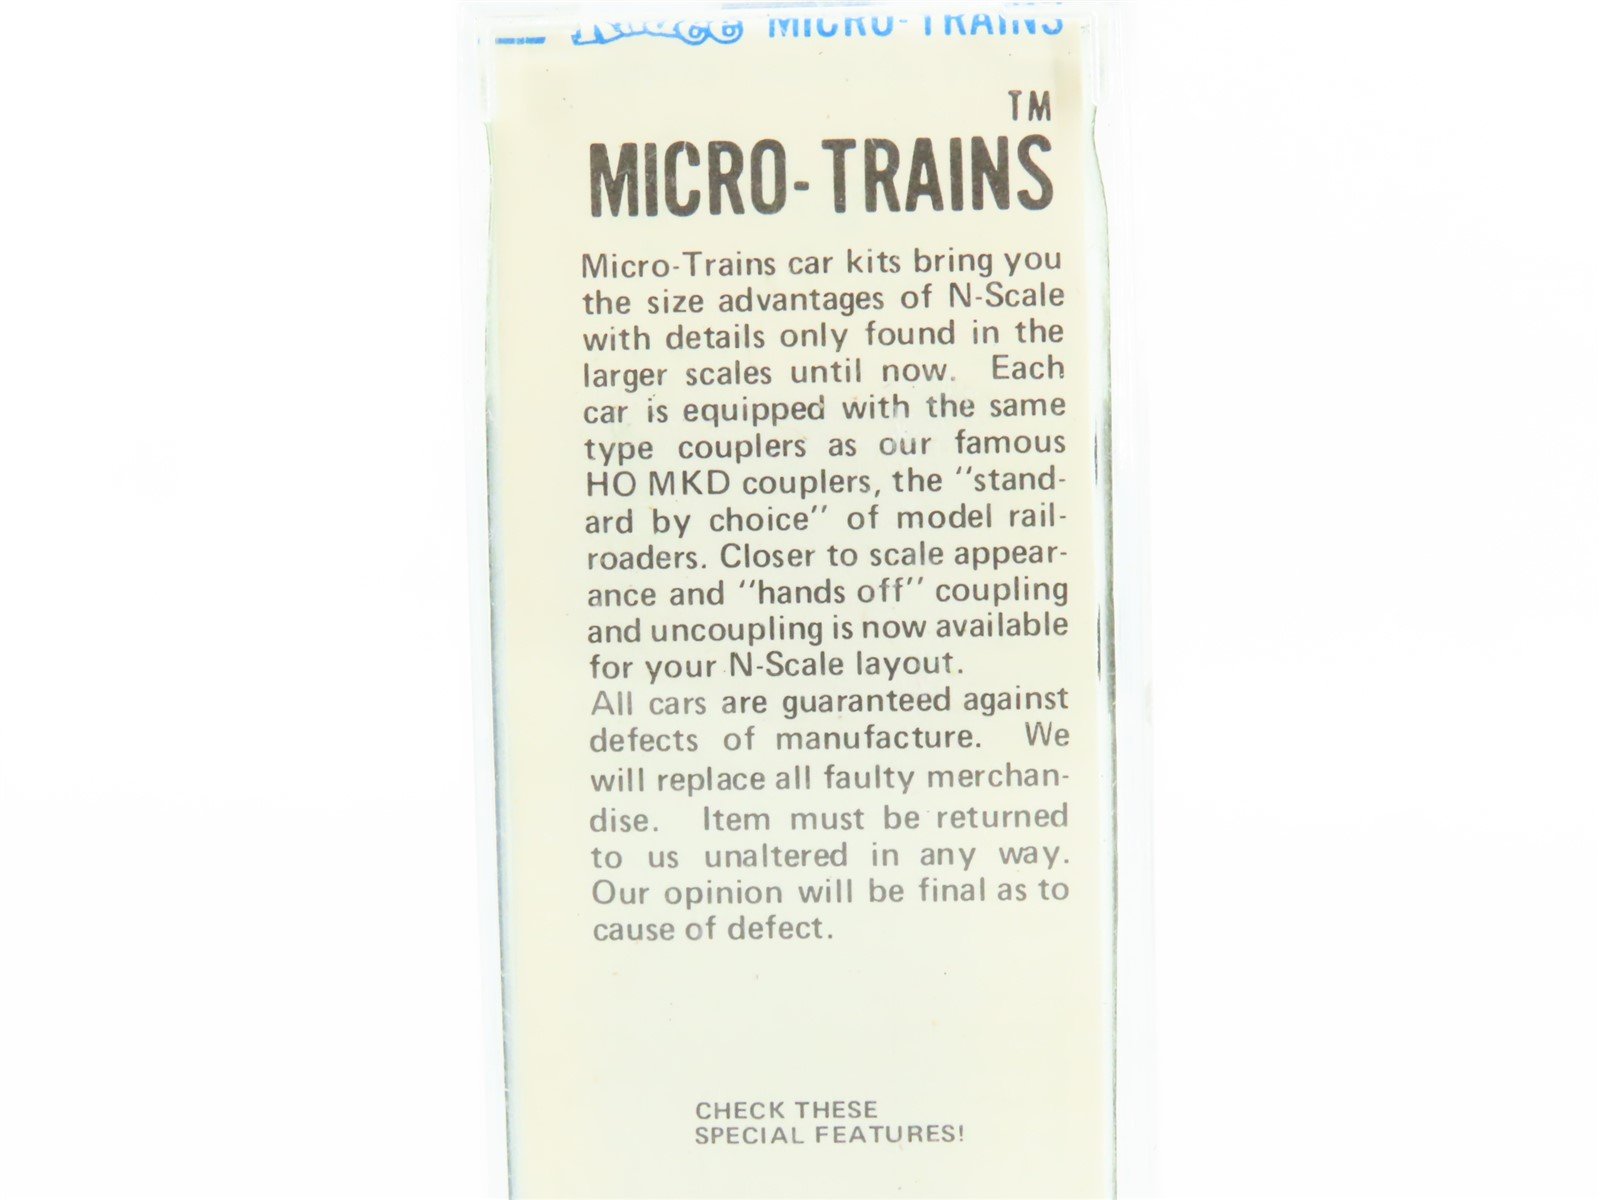 MICRO-TRAINS
TM
MICRO-TRAINS
Micro-Trains car kits bring you
the size advantages of N-Scale
with details only found in the
larger scales until now. Each
car is equipped with the same
type couplers as our famous
HO MKD couplers, the "stand-
ard by choice" of model rail-
roaders. Closer to scale appear-
ance and "hands off" coupling
and uncoupling is now available
for your N-Scale layout.
All cars are guaranteed against
defects of manufacture. We
will replace all faulty merchan-
dise. Item must be returned
to us unaltered in any way.
Our opinion will be final as to
cause of defect.
CHECK THESE
SPECIAL FEATURES!